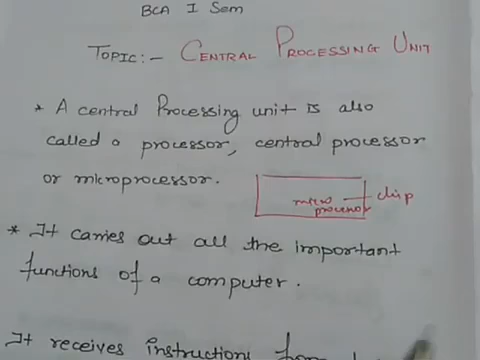 BCA I Sem
TOPIC:- CENTRAL PROCESSING UNIT
* A central Processing unit is also
called a processor, central processor
or microprocessor.
micro processor chip
* It carries out all the important
functions of a computer.
It receives instructions from